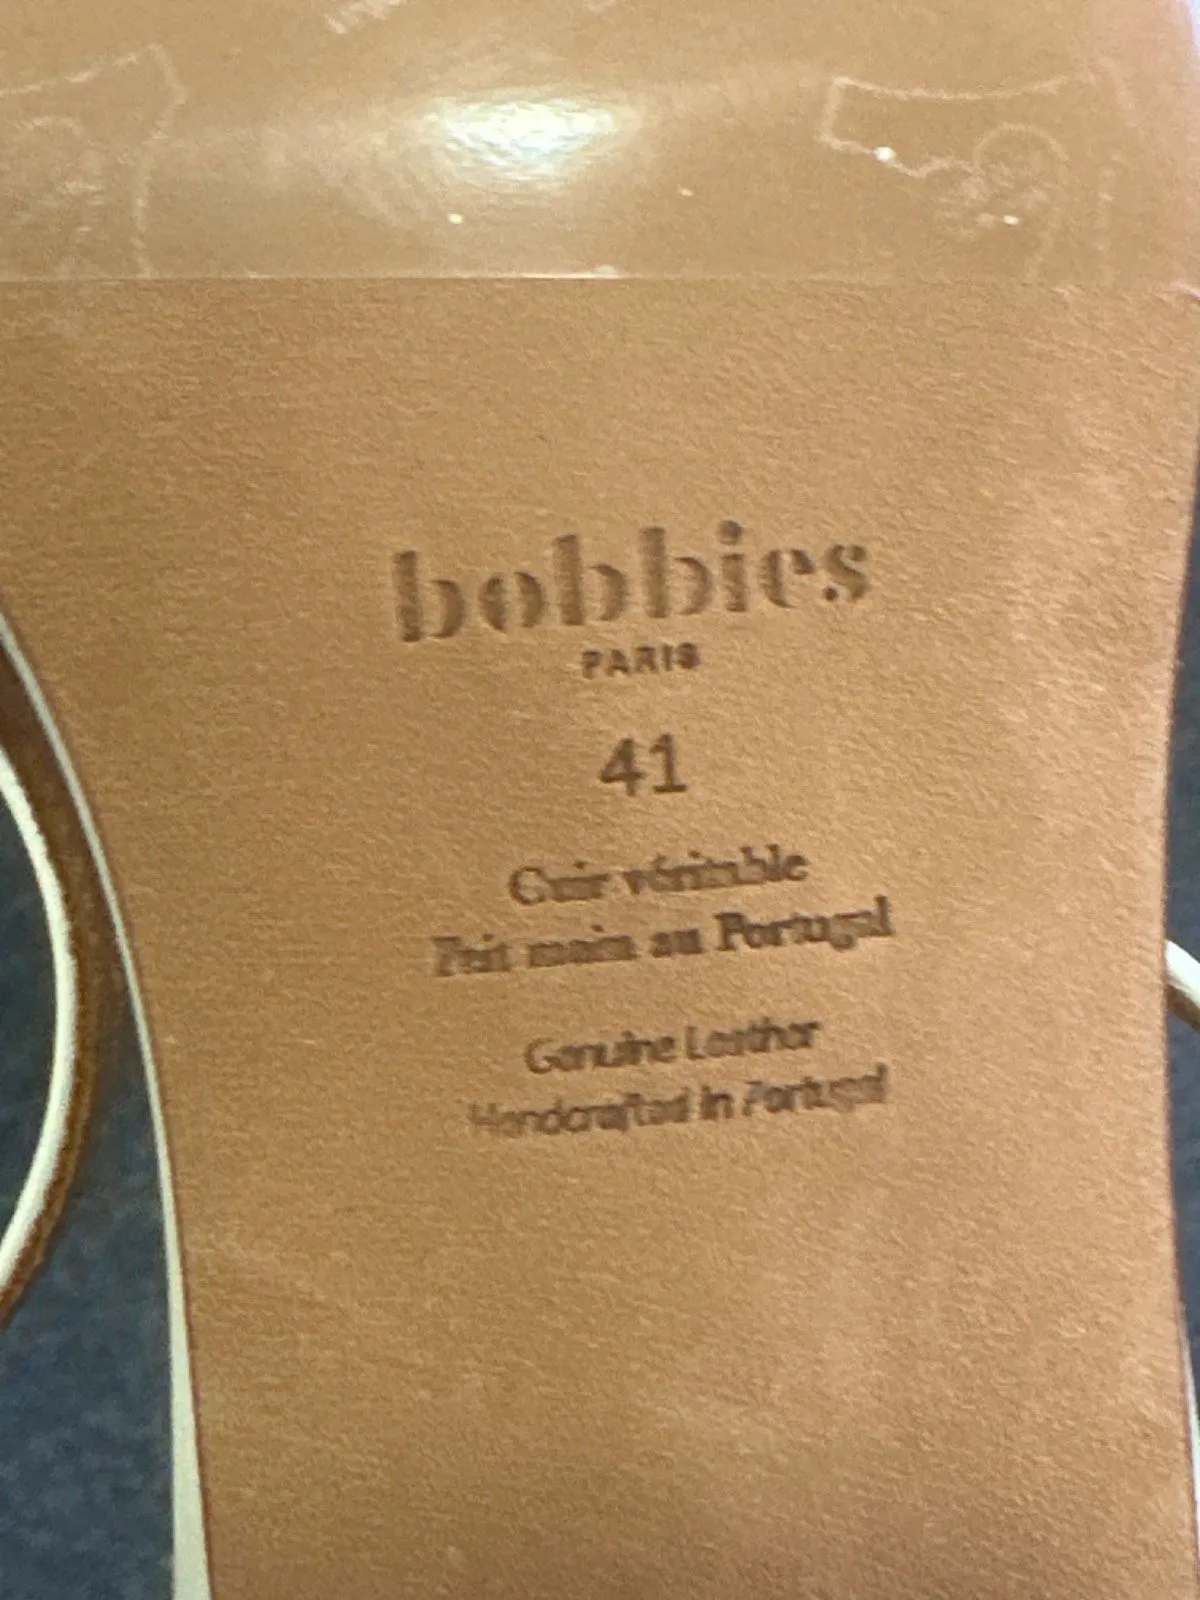 bobbies
PARIS
41
Cuir véritable
Fait main au Portugal
Genuine Leather
Handcrafted in Portugal